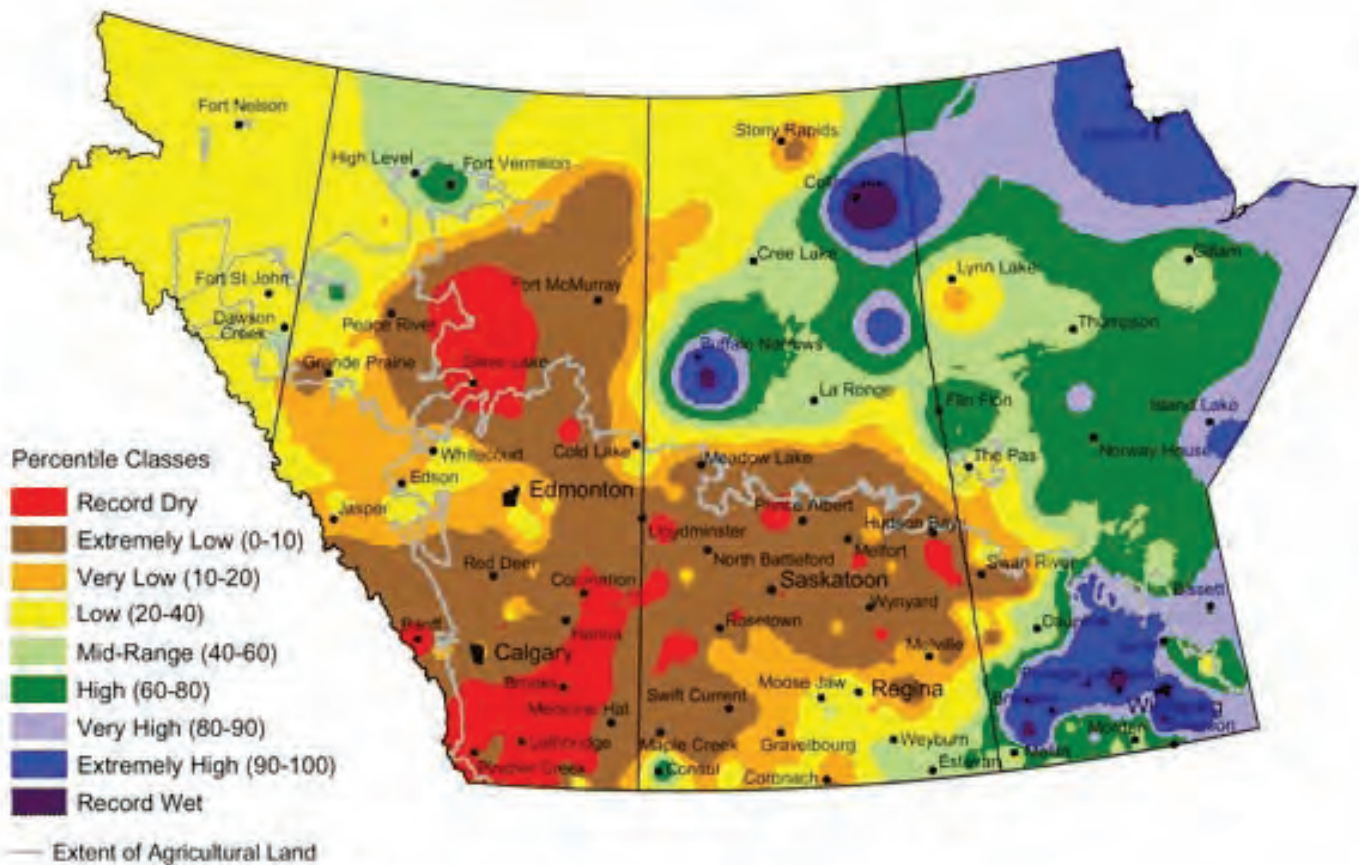 Fort Nelson
Stony Rapids
High Level
Fort Vermilion
Cree Lake
Gillam
Fort St John
Fort McMurray
Lynn Lake
Dawson
Creek
Peace River
Thompson
Buffalo Narrows
Grande Praine
Slave Lake
La Ronge
Flin Flon
Island Lake
Norway House
Percentile Classes
Record Dry
Extremely Low (0-10)
Very Low (10-20)
Low (20-40)
Mid-Range (40-60)
High (60-80)
Very High (80-90)
Extremely High (90-100)
Record Wet
Extent of Agricultural Land
Whitecourt
Cold Lake
Meadow Lake
The Pas
Edson
Edmonton
Jasper
Prince Albert
Lloydminster
Hudson Bay
North Battleford
Melfort
Red Deer
Swan River
Coronation
Saskatoon
Wynyard
Bissett
Banff
Hanna
Rosetown
Calgary
Melville
Brooks
Swift Current
Moose Jaw
Regina
Medicine Hat
Lethbridge
Maple Creek
Gravelbourg
Weyburn
Morden
Pincher Creek
Consul
Coronach
Estevan
Melita